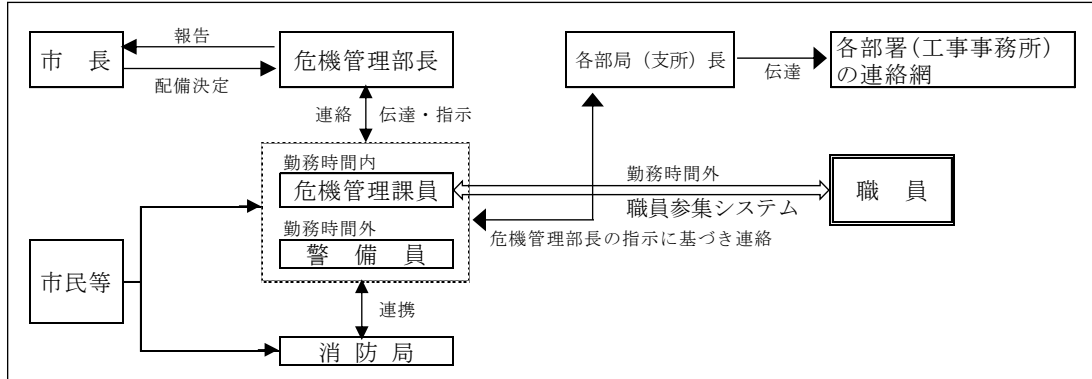 報告
市　長
危機管理部長
配備決定
各部局（支所）長
伝達
各部署(工事事務所)
の連絡網
連絡
伝達・指示
勤務時間内
危機管理課員
勤務時間外
職員参集システム
職　員
勤務時間外
警　備　員
危機管理部長の指示に基づき連絡
市民等
連携
消 防 局